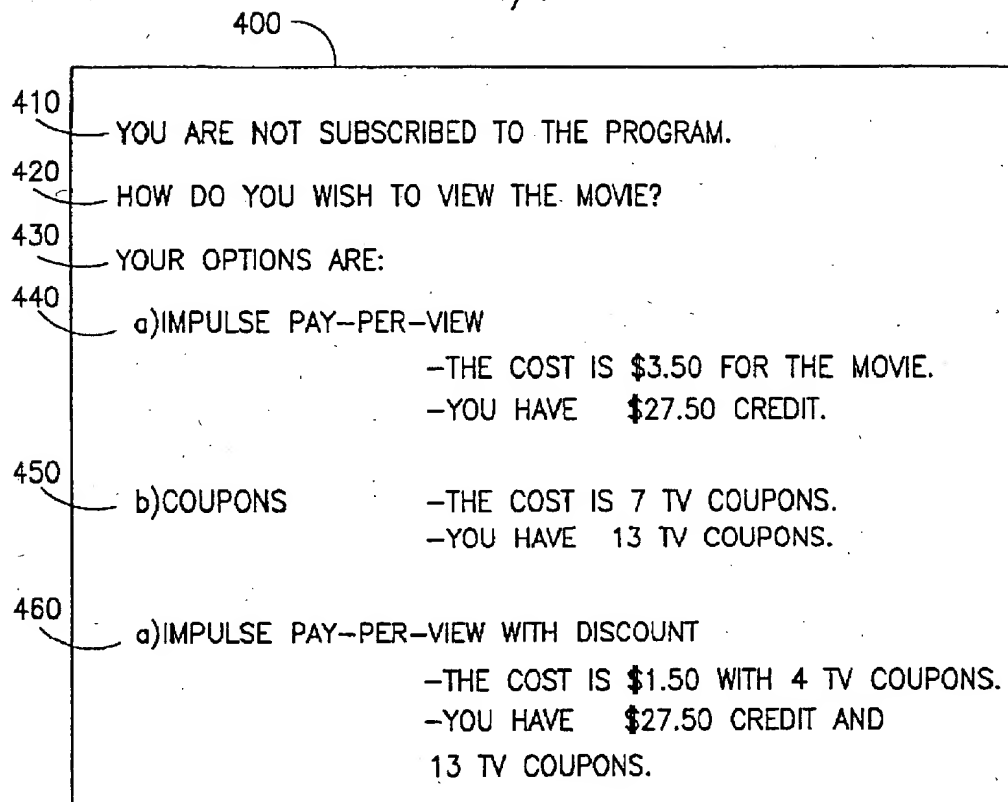 400
410
YOU ARE NOT SUBSCRIBED TO THE PROGRAM.
420
HOW DO YOU WISH TO VIEW THE MOVIE?
430
YOUR OPTIONS ARE:
440
a)IMPULSE PAY-PER-VIEW
-THE COST IS $3.50 FOR THE MOVIE.
-YOU HAVE $27.50 CREDIT.
450
b)COUPONS -THE COST IS 7 TV COUPONS.
-YOU HAVE 13 TV COUPONS.
460
a)IMPULSE PAY-PER-VIEW WITH DISCOUNT
-THE COST IS $1.50 WITH 4 TV COUPONS.
-YOU HAVE $27.50 CREDIT AND
13 TV COUPONS.